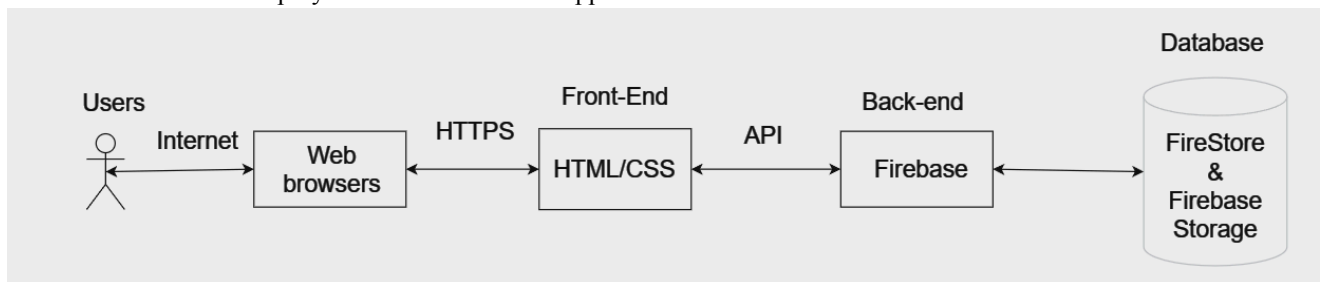 Database
Users
Front-End
Back-end
Internet
HTTPS
API
Web
browsers
HTML/CSS
Firebase
FireStore
&
Firebase
Storage